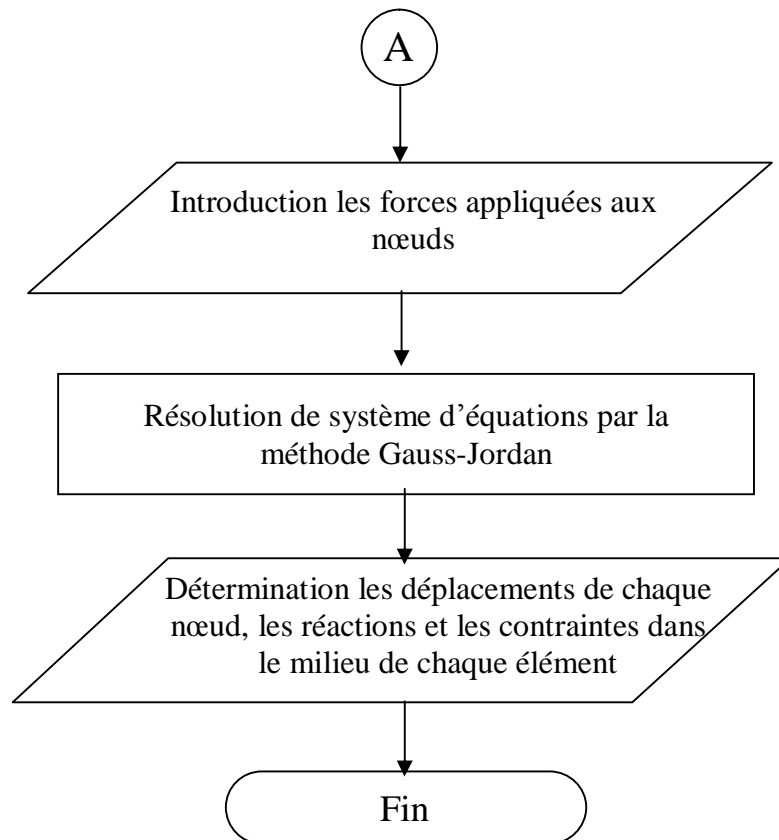 A
Introduction les forces appliquées aux
nœuds
Résolution de système d’équations par la
méthode Gauss-Jordan
Détermination les déplacements de chaque
nœud, les réactions et les contraintes dans
le milieu de chaque élément
Fin